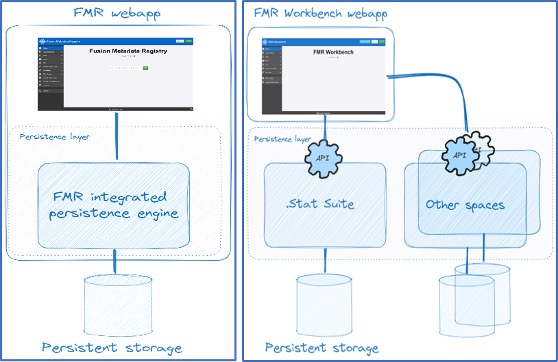 FMR webapp
Fusion Metadata Registry
Persistence layer
FMR integrated
persistence engine
Persistent storage
FMR Workbench webapp
FMR Workbench
Persistence layer
API
API
.Stat Suite
Other spaces
Persistent storage